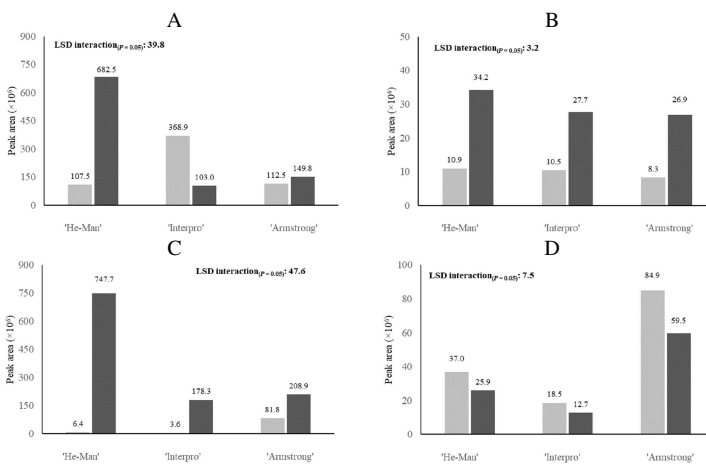 A
LSD interaction(P = 0.05): 39.8
Peak area (×10⁶)
900
750
600
450
300
150
0
107.5
682.5
368.9
103.0
112.5
149.8
'He-Man'
'Interpro'
'Armstrong'
B
LSD interaction(P = 0.05): 3.2
Peak area (×10⁶)
50
40
30
20
10
0
10.9
34.2
10.5
27.7
8.3
26.9
'He-Man'
'Interpro'
'Armstrong'
C
LSD interaction(P = 0.05): 47.6
Peak area (×10⁶)
900
750
600
450
300
150
0
6.4
747.7
3.6
178.3
81.8
208.9
'He-Man'
'Interpro'
'Armstrong'
D
LSD interaction(P = 0.05): 7.5
Peak area (×10⁶)
100
80
60
40
20
0
37.0
25.9
18.5
12.7
84.9
59.5
'He-Man'
'Interpro'
'Armstrong'